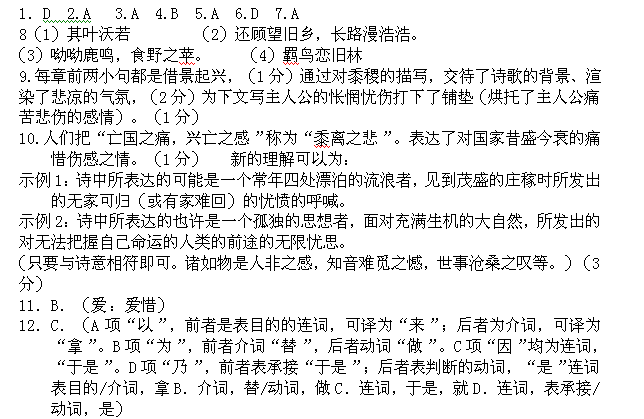 1. D  2.A   3.A  4.B  5.A  6.D  7.A
8（1）其叶沃若      （2）还顾望旧乡，长路漫浩浩。
（3）呦呦鹿鸣，食野之苹。   （4）羁鸟恋旧林
9.每章前两小句都是借景起兴，（1分）通过对黍稷的描写，交待了诗歌的背景、渲
染了悲凉的气氛，（2分）为下文写主人公的怅惘忧伤打下了铺垫（烘托了主人公痛
苦悲伤的感情）。（1分）
10.人们把“亡国之痛，兴亡之感”称为“黍离之悲”。表达了对国家昔盛今衰的痛
惜伤感之情。（1分）   新的理解可以为：
示例1：诗中所表达的可能是一个常年四处漂泊的流浪者，见到茂盛的庄稼时所发出
的无家可归（或有家难回）的忧愤的呼喊。
示例2：诗中所表达的也许是一个孤独的思想者，面对充满生机的大自然，所发出的
对无法把握自己命运的人类的前途的无限忧思。
（只要与诗意相符即可。诸如物是人非之感，知音难觅之憾，世事沧桑之叹等。）（3
分）
11. B.（爱：爱惜）
12. C.（A项“以”，前者是表目的的连词，可译为“来”；后者为介词，可译为
“拿”。B项“为”，前者介词“替”，后者动词“做”。C项“因”均为连词，
“于是”。D项“乃”，前者表承接“于是”；后者表判断的动词，“是”连词
表目的/介词，拿B．介词，替/动词，做C．连词，于是，就D．连词，表承接/
动词，是）